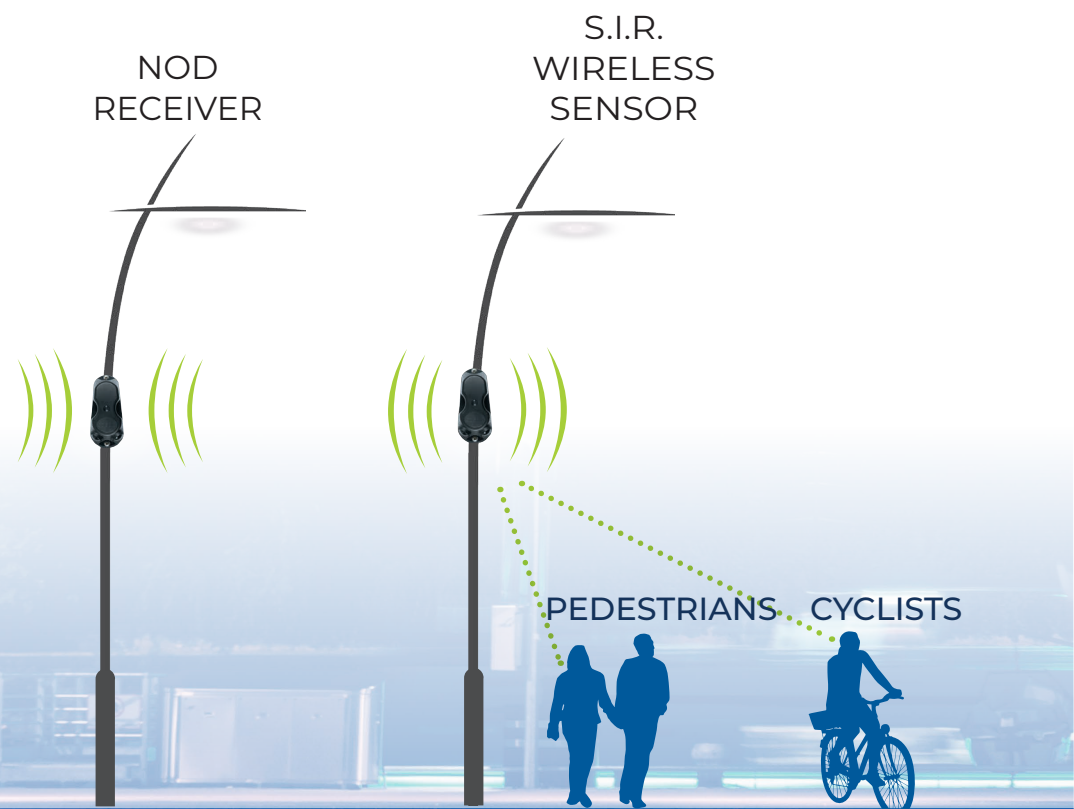 NOD
RECEIVER
S.I.R.
WIRELESS
SENSOR
PEDESTRIANS
CYCLISTS